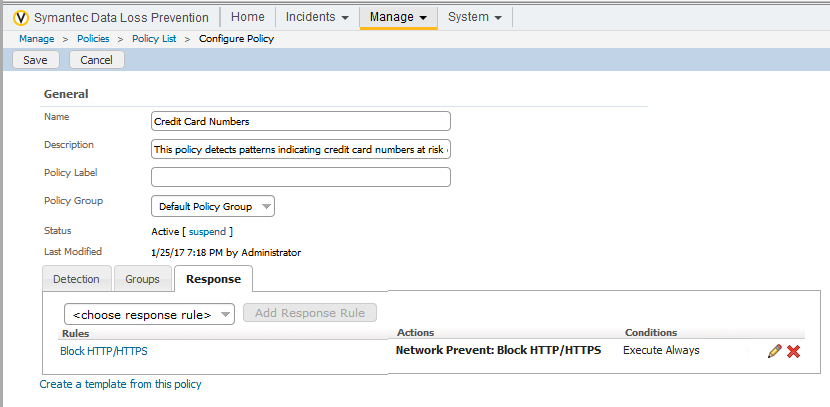 Symantec Data Loss Prevention Home Incidents Manage System
Manage > Policies > Policy List > Configure Policy
Save Cancel
General
Name Credit Card Numbers
Description This policy detects patterns indicating credit card numbers at risk
Policy Label
Policy Group Default Policy Group
Status Active [ suspend ]
Last Modified 1/25/17 7:18 PM by Administrator
Detection Groups Response
<choose response rule> Add Response Rule
Rules Actions Conditions
Block HTTP/HTTPS Network Prevent: Block HTTP/HTTPS Execute Always
Create a template from this policy